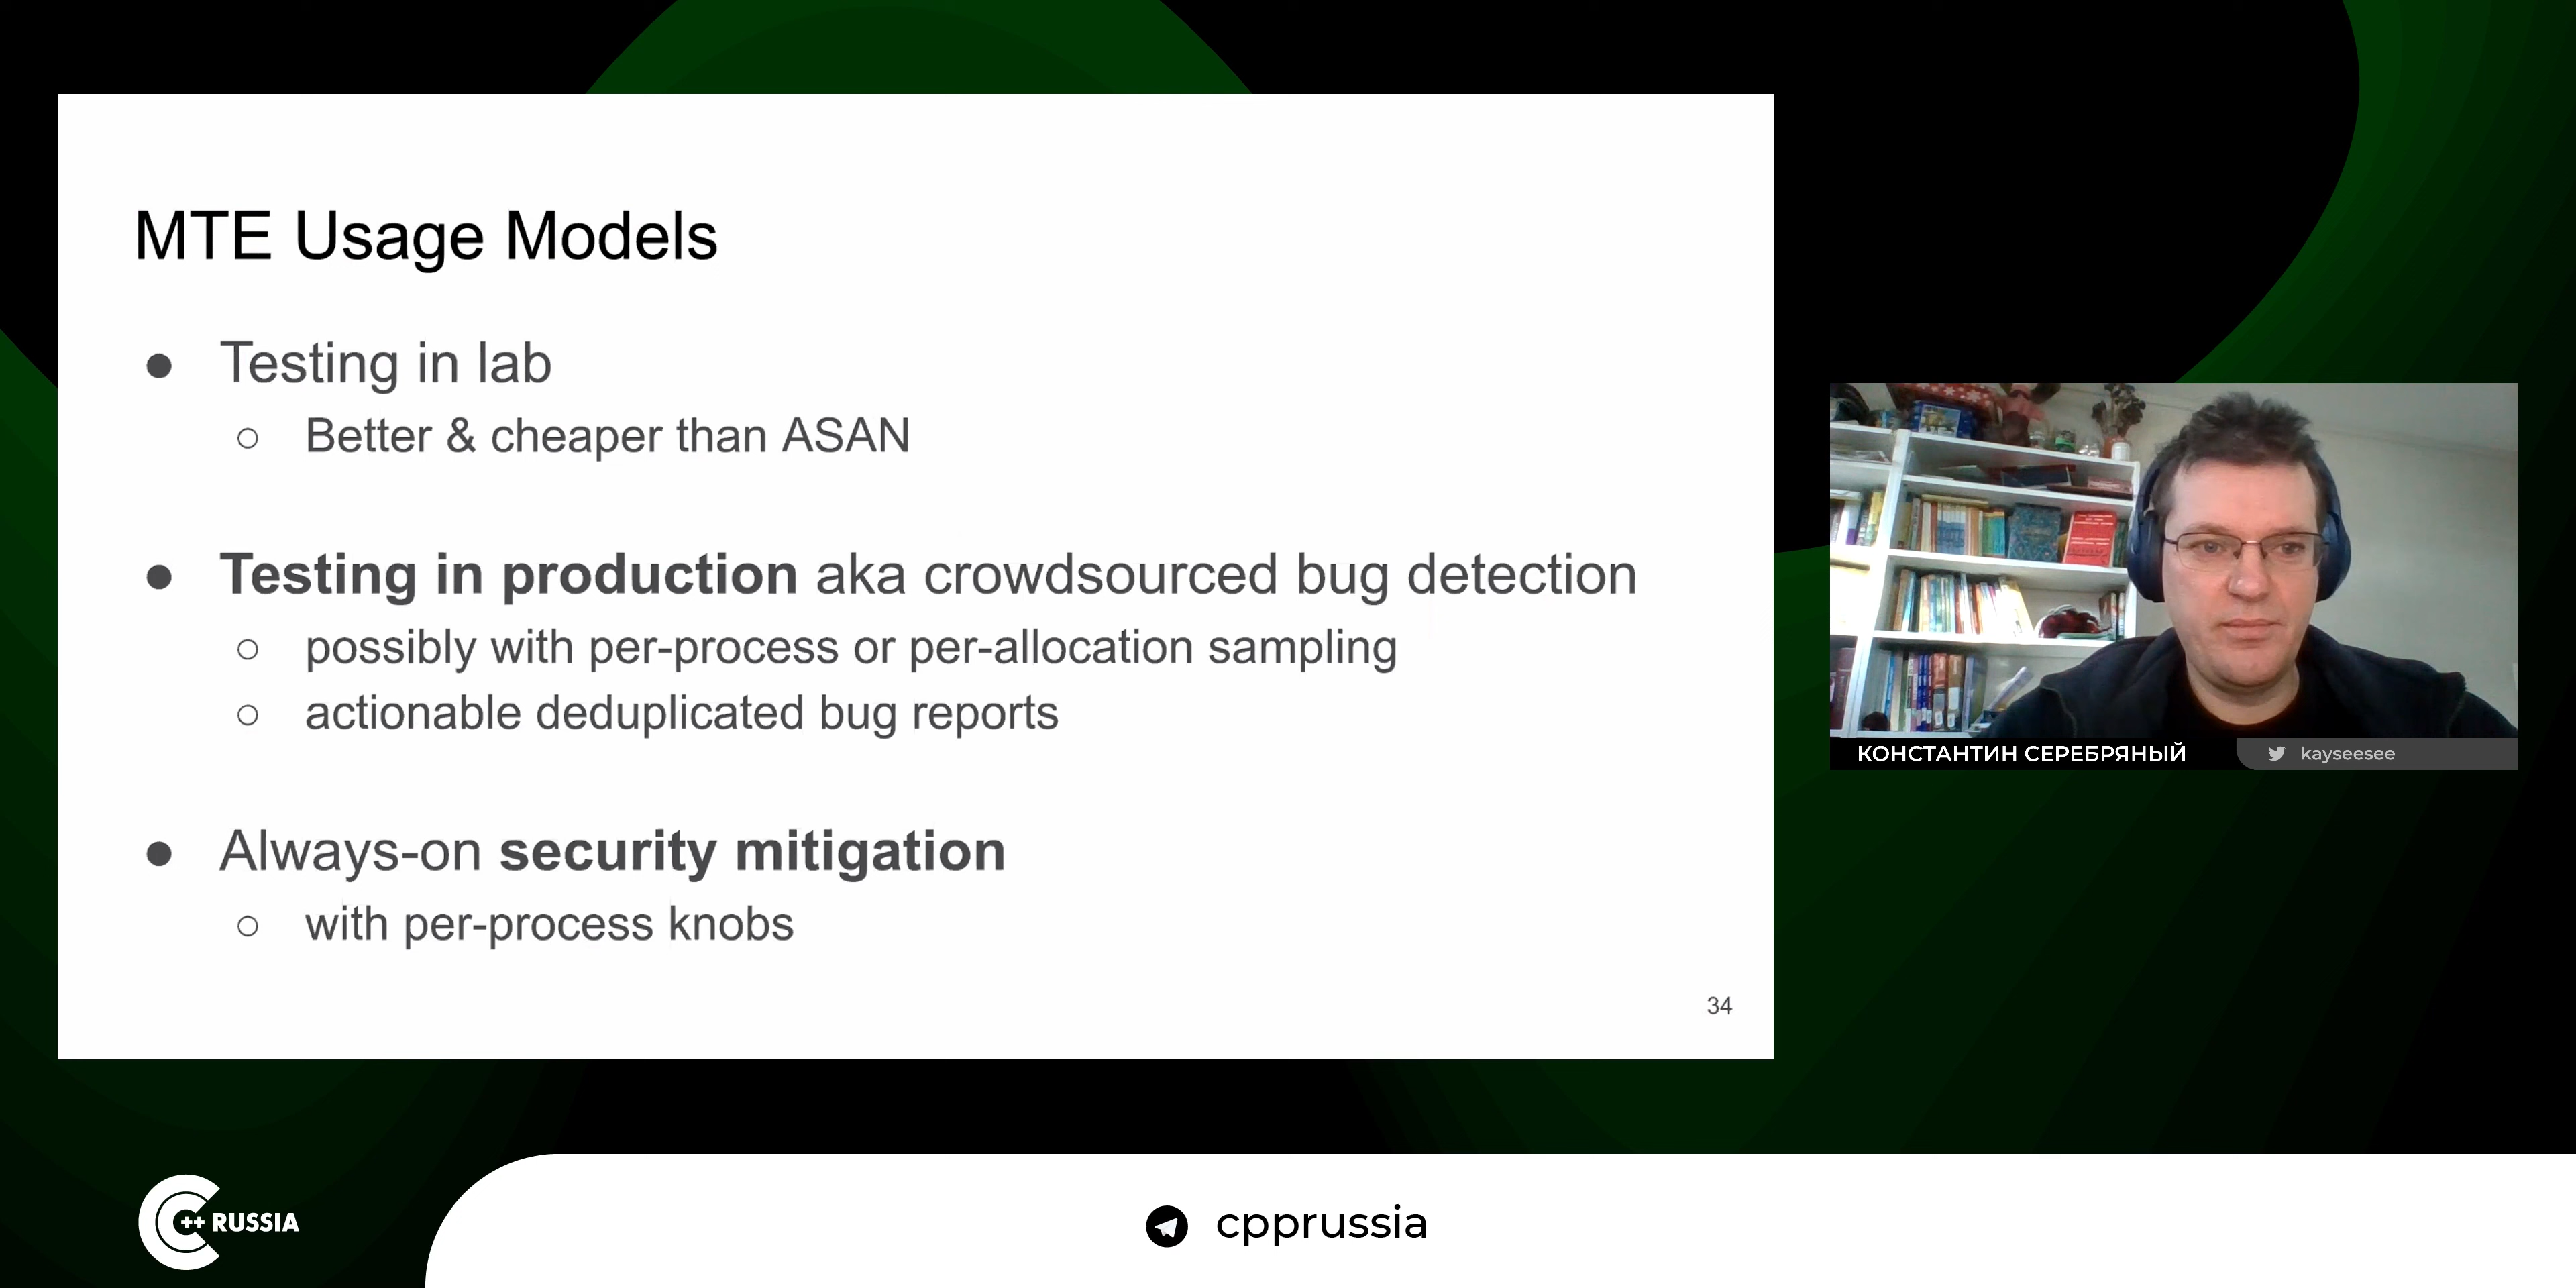 MTE Usage Models
● Testing in lab
○ Better & cheaper than ASAN
● Testing in production aka crowdsourced bug detection
○ possibly with per-process or per-allocation sampling
○ actionable deduplicated bug reports
● Always-on security mitigation
○ with per-process knobs
34
КОНСТАНТИН СЕРЕБРЯНЫЙ
kayseesee
C++ RUSSIA
cpprussia